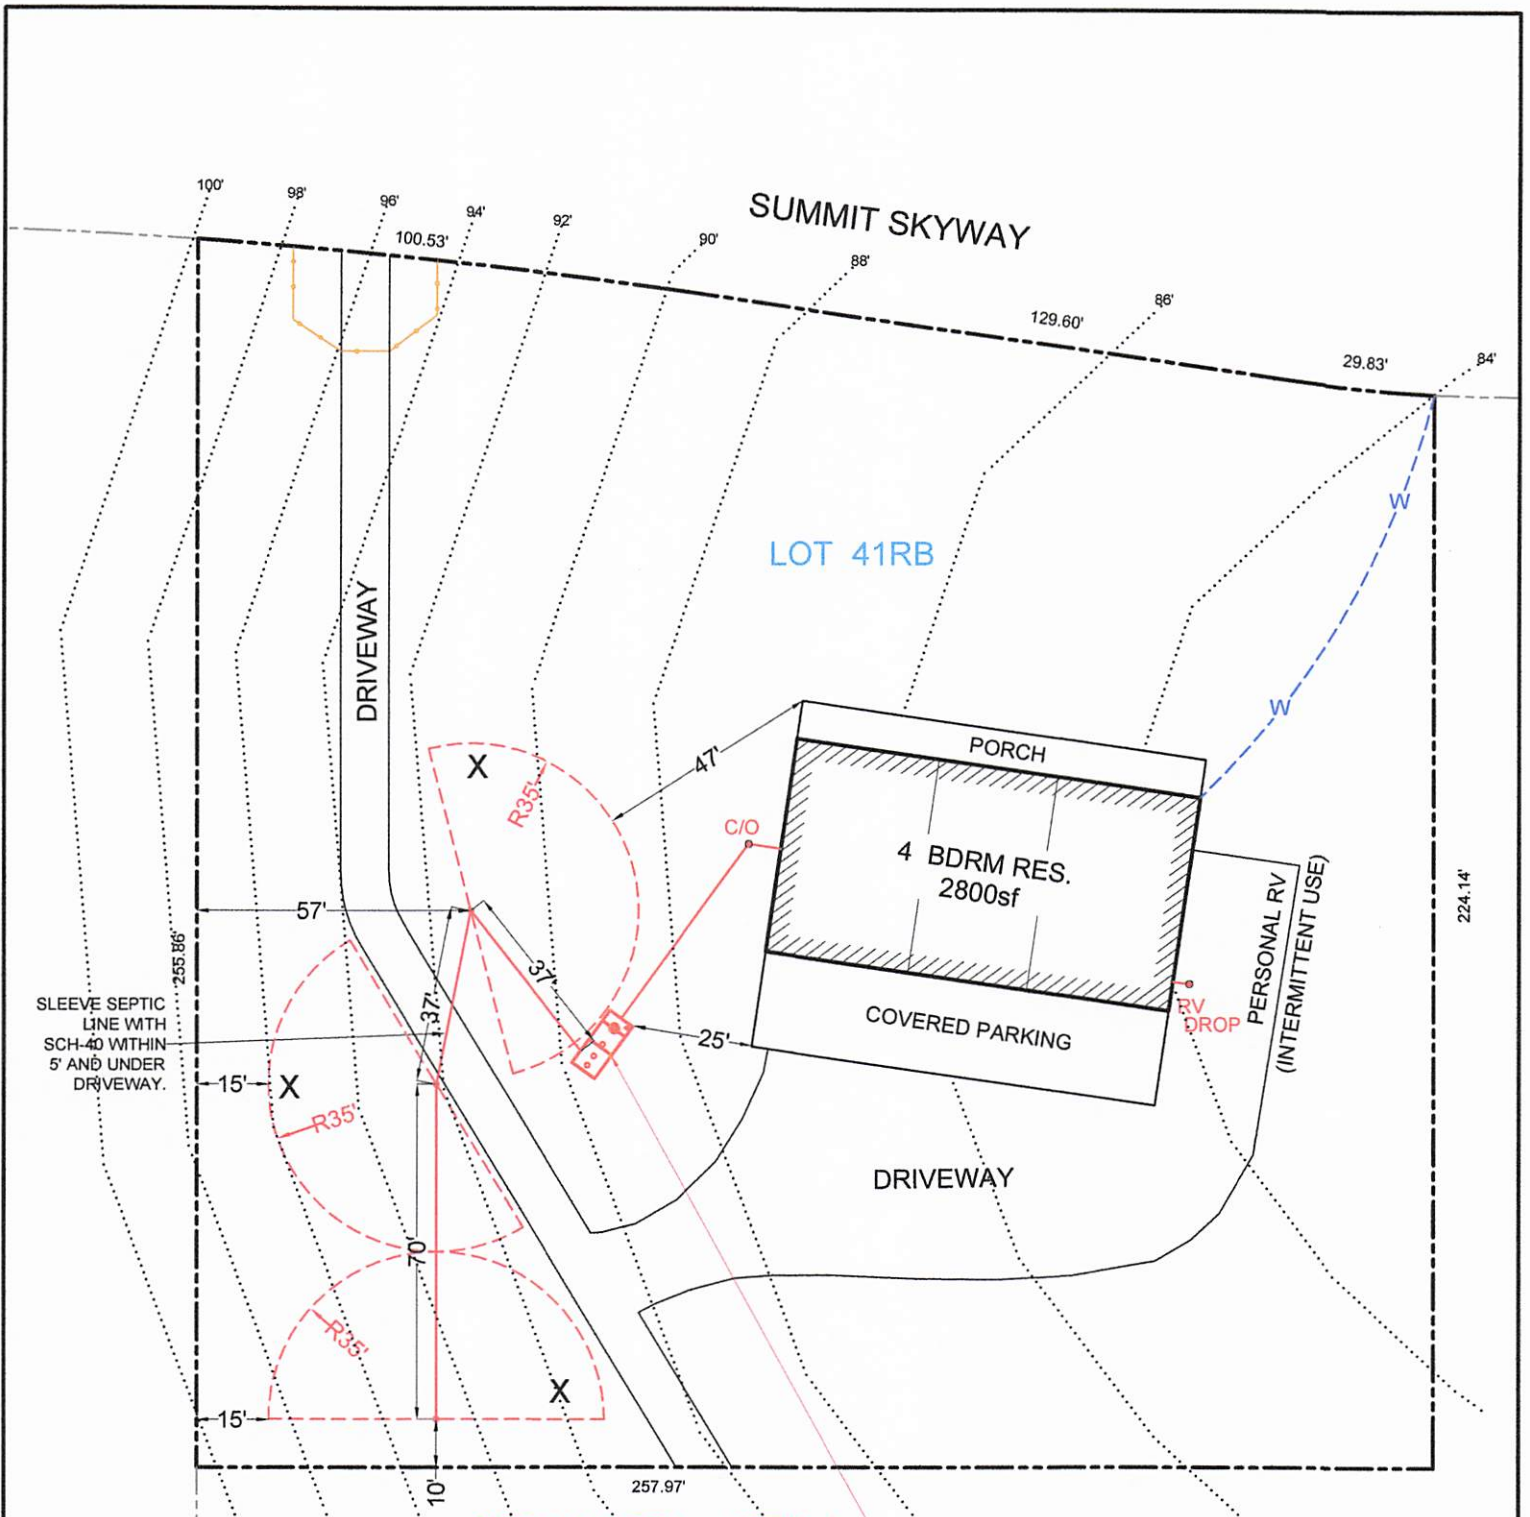 100'
98'
96'
94'
92'
90'
88'
86'
84'
SUMMIT SKYWAY
100.53'
129.60'
29.83'
W
LOT 41RB
DRIVEWAY
W
PORCH
47'
X
R35'
C/O
4 BDRM RES.
2800sf
PERSONAL RV
(INTERMITTENT USE)
224.14'
57'
255.86'
37'
37'
SLEEVE SEPTIC
LINE WITH
SCH-40 WITHIN
5' AND UNDER
DRIVEWAY.
RV
DROP
COVERED PARKING
25'
15'
X
R35'
DRIVEWAY
70'
R35'
X
15'
10'
257.97'